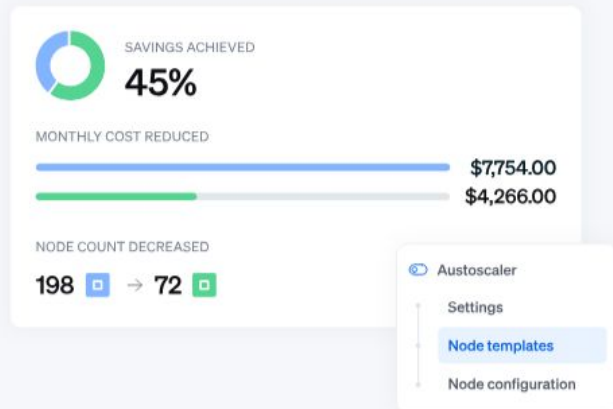 SAVINGS ACHIEVED
45%
MONTHLY COST REDUCED
$7,754.00
$4,266.00
NODE COUNT DECREASED
198 → 72
Austoscaler
Settings
Node templates
Node configuration